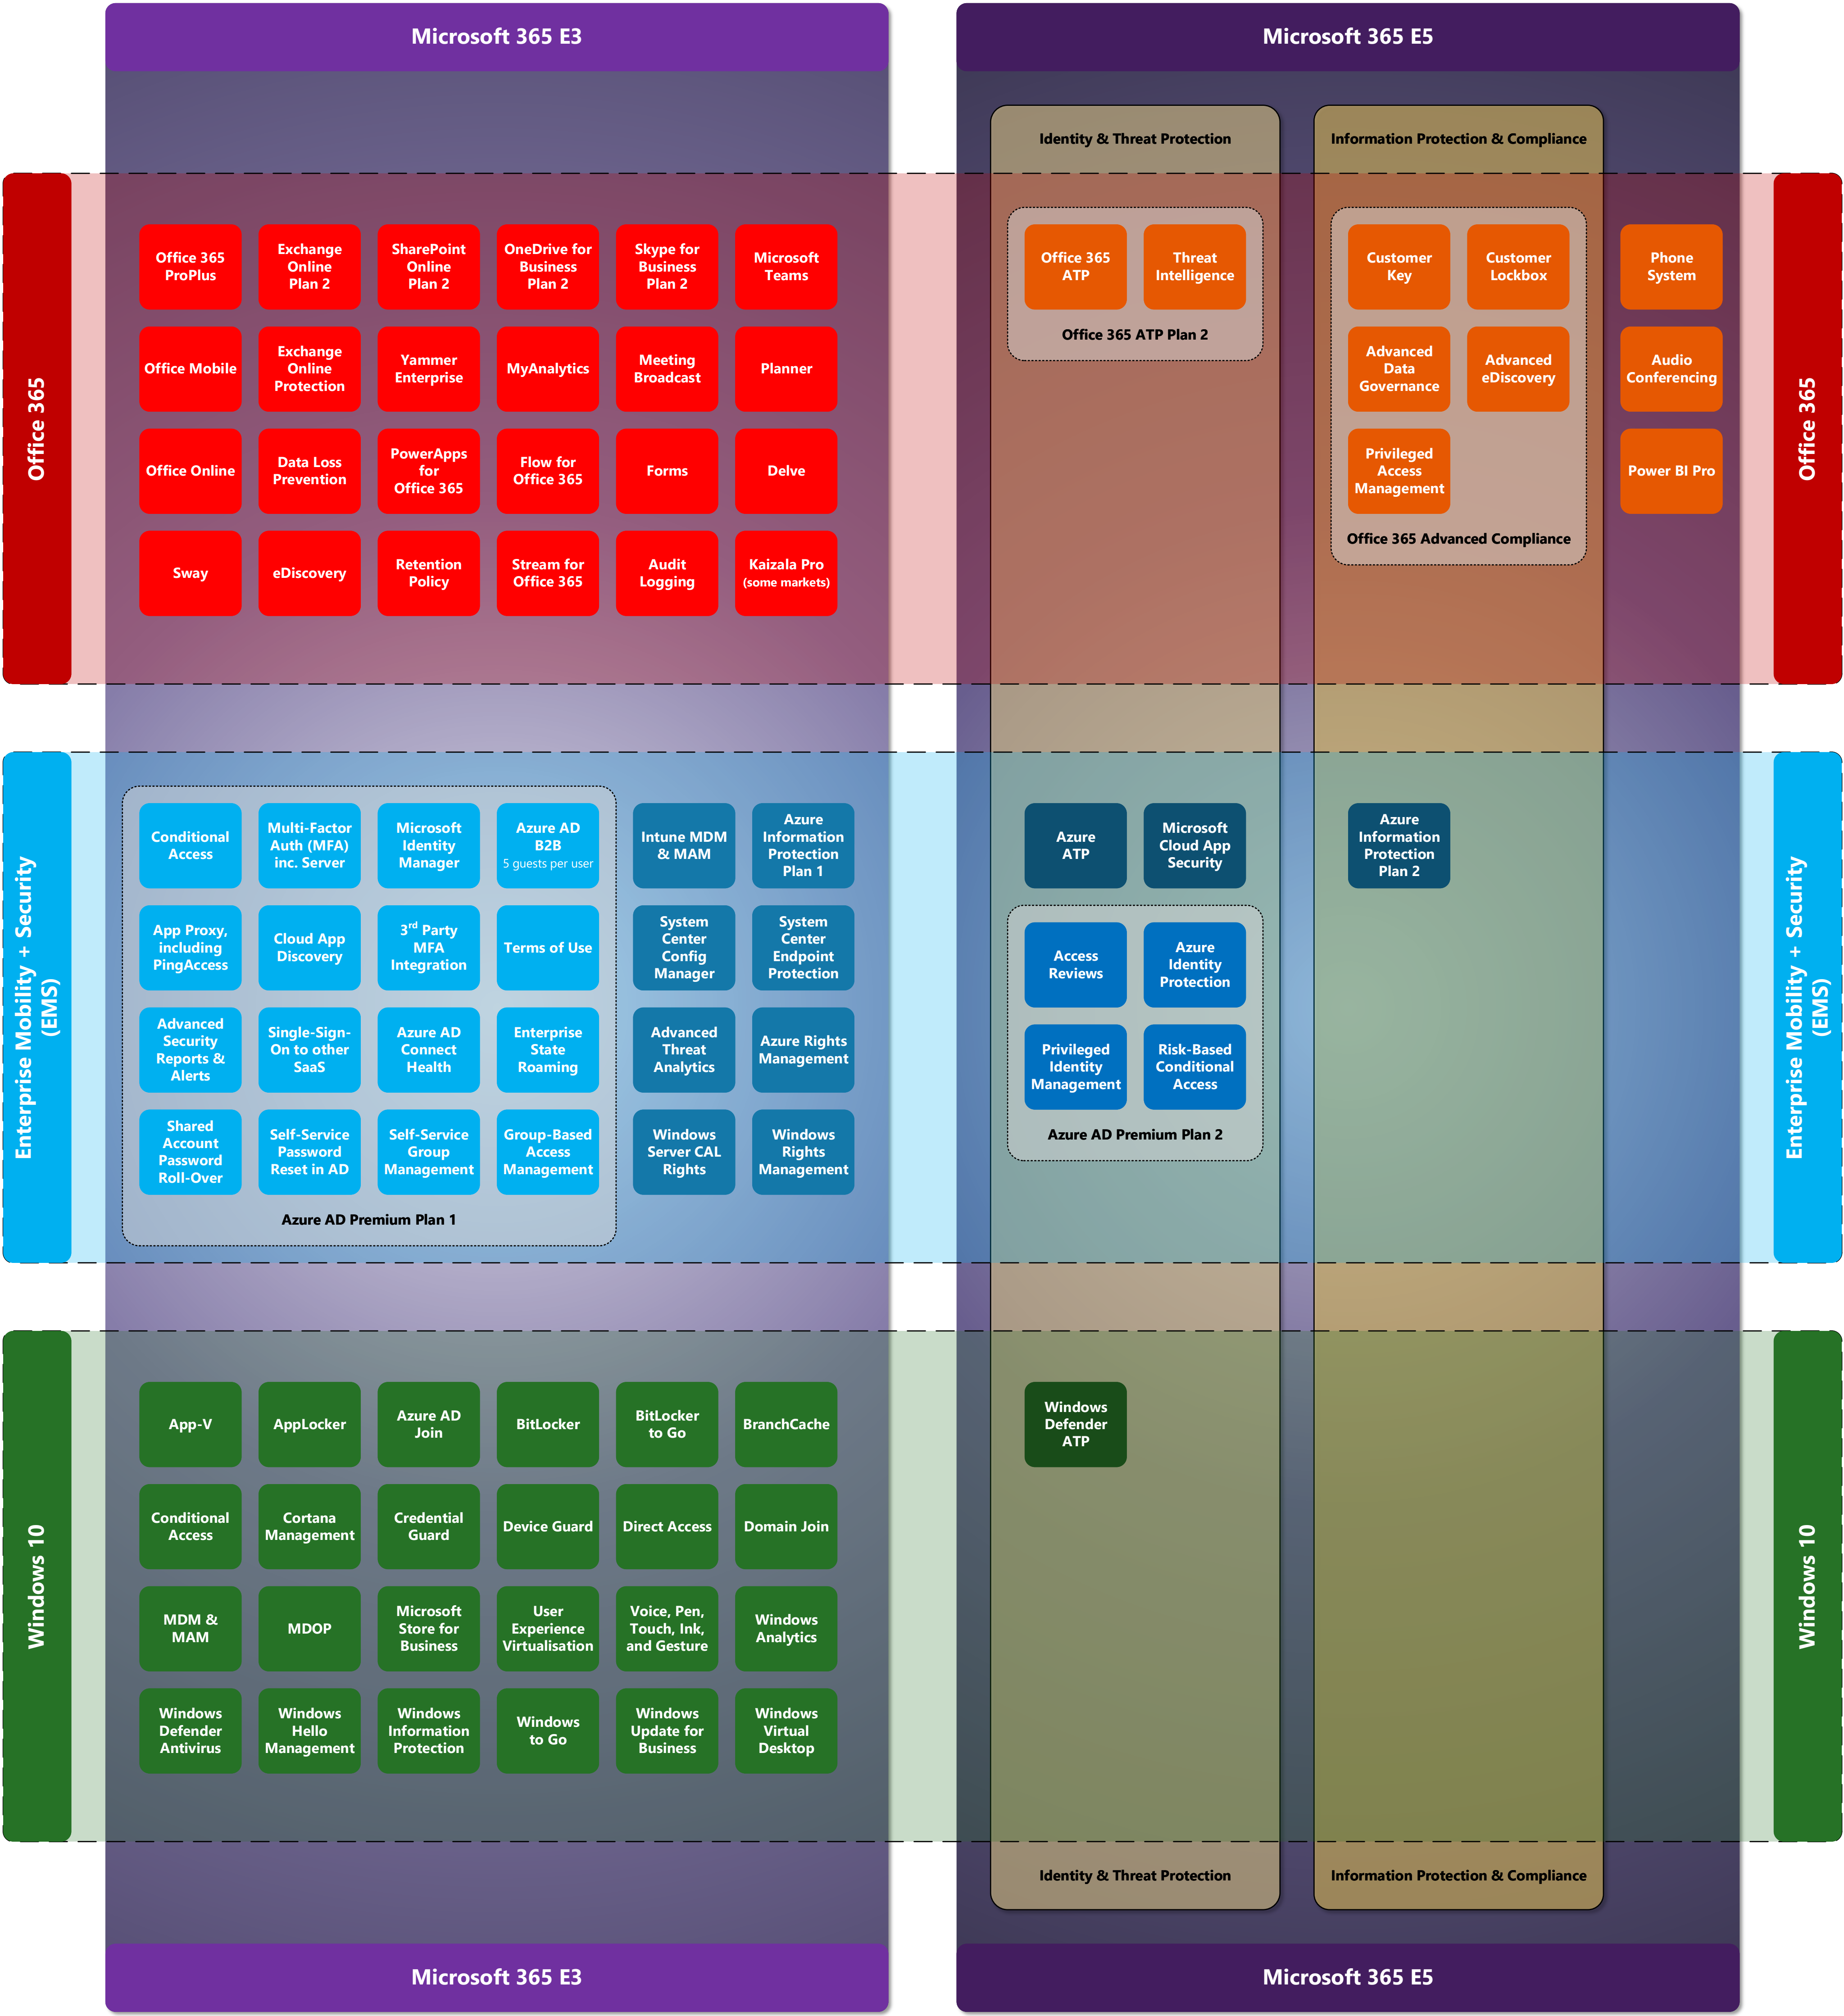 Microsoft 365 E3
Microsoft 365 E5
Identity & Threat Protection
Information Protection & Compliance
Office 365
Office 365
ProPlus
Exchange
Online
Plan 2
SharePoint
Online
Plan 2
OneDrive for
Business
Plan 2
Skype for
Business
Plan 2
Microsoft
Teams
Office Mobile
Exchange
Online
Protection
Yammer
Enterprise
MyAnalytics
Meeting
Broadcast
Planner
Office Online
Data Loss
Prevention
PowerApps
for
Office 365
Flow for
Office 365
Forms
Delve
Sway
eDiscovery
Retention
Policy
Stream for
Office 365
Audit
Logging
Kaizala Pro
(some markets)
Office 365
ATP
Threat
Intelligence
Office 365 ATP Plan 2
Customer
Key
Customer
Lockbox
Advanced
Data
Governance
Advanced
eDiscovery
Privileged
Access
Management
Office 365 Advanced Compliance
Phone
System
Audio
Conferencing
Power BI Pro
Office 365
Enterprise Mobility + Security
(EMS)
Conditional
Access
Multi-Factor
Auth (MFA)
inc. Server
Microsoft
Identity
Manager
Azure AD
B2B
5 guests per user
Intune MDM
& MAM
Azure
Information
Protection
Plan 1
App Proxy,
including
PingAccess
Cloud App
Discovery
3rd Party
MFA
Integration
Terms of Use
System
Center
Config
Manager
System
Center
Endpoint
Protection
Advanced
Security
Reports &
Alerts
Single-Sign-
On to other
SaaS
Azure AD
Connect
Health
Enterprise
State
Roaming
Advanced
Threat
Analytics
Azure Rights
Management
Shared
Account
Password
Roll-Over
Self-Service
Password
Reset in AD
Self-Service
Group
Management
Group-Based
Access
Management
Windows
Server CAL
Rights
Windows
Rights
Management
Azure AD Premium Plan 1
Azure
ATP
Microsoft
Cloud App
Security
Access
Reviews
Azure
Identity
Protection
Privileged
Identity
Management
Risk-Based
Conditional
Access
Azure AD Premium Plan 2
Azure
Information
Protection
Plan 2
Enterprise Mobility + Security
(EMS)
Windows 10
App-V
AppLocker
Azure AD
Join
BitLocker
BitLocker
to Go
BranchCache
Conditional
Access
Cortana
Management
Credential
Guard
Device Guard
Direct Access
Domain Join
MDM &
MAM
MDOP
Microsoft
Store for
Business
User
Experience
Virtualisation
Voice, Pen,
Touch, Ink,
and Gesture
Windows
Analytics
Windows
Defender
Antivirus
Windows
Hello
Management
Windows
Information
Protection
Windows
to Go
Windows
Update for
Business
Windows
Virtual
Desktop
Windows
Defender
ATP
Windows 10
Identity & Threat Protection
Information Protection & Compliance
Microsoft 365 E3
Microsoft 365 E5